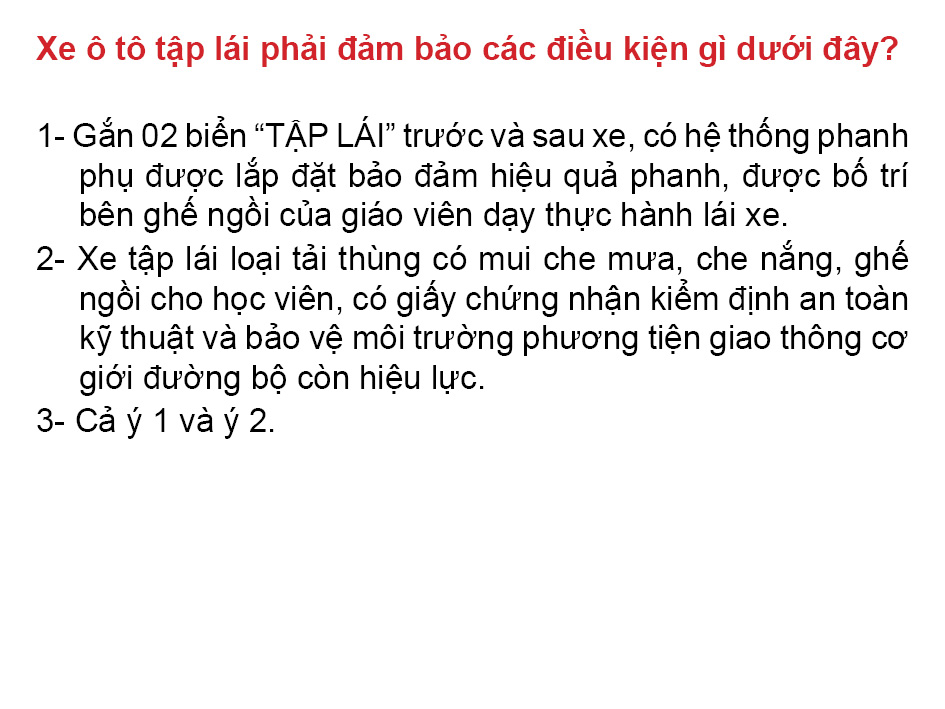 Xe ô tô tập lái phải đảm bảo các điều kiện gì dưới đây?
1- Gắn 02 biển “TẬP LÁI” trước và sau xe, có hệ thống phanh
phụ được lắp đặt bảo đảm hiệu quả phanh, được bố trí
bên ghế ngồi của giáo viên dạy thực hành lái xe.
2- Xe tập lái loại tải thùng có mui che mưa, che nắng, ghế
ngồi cho học viên, có giấy chứng nhận kiểm định an toàn
kỹ thuật và bảo vệ môi trường phương tiện giao thông cơ
giới đường bộ còn hiệu lực.
3- Cả ý 1 và ý 2.